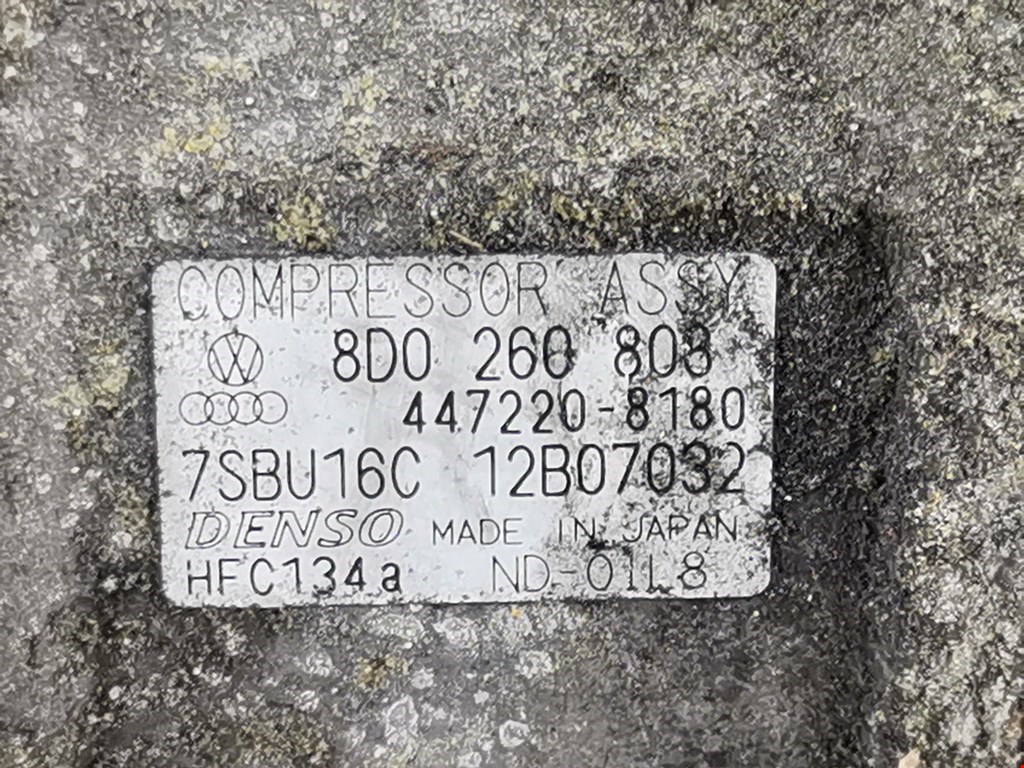 COMPRESSOR ASSY
8D0 260 808
447220-8180
7SBU16C 12B07032
DENSO MADE IN JAPAN
HFC134a ND-OIL8